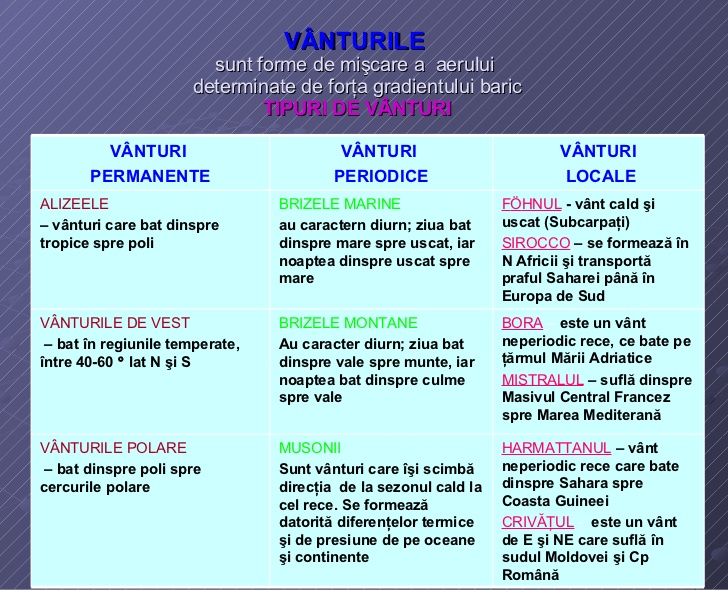 VÂNTURILE
sunt forme de mişcare a aerului
determinate de forţa gradientului baric
TIPURI DE VÂNTURI
VÂNTURI
PERMANENTE
VÂNTURI
PERIODICE
VÂNTURI
LOCALE
ALIZEELE
– vânturi care bat dinspre
tropice spre poli
BRIZELE MARINE
au caractern diurn; ziua bat
dinspre mare spre uscat, iar
noaptea dinspre uscat spre
mare
FÖHNUL - vânt cald şi
uscat (Subcarpaţi)
SIROCCO – se formează în
N Africii şi transportă
praful Saharei până în
Europa de Sud
VÂNTURILE DE VEST
– bat în regiunile temperate,
între 40-60 º lat N şi S
BRIZELE MONTANE
Au caracter diurn; ziua bat
dinspre vale spre munte, iar
noaptea bat dinspre culme
spre vale
BORA este un vânt
neperiodic rece, ce bate pe
ţărmul Mării Adriatice
MISTRALUL – suflă dinspre
Masivul Central Francez
spre Marea Mediterană
VÂNTURILE POLARE
– bat dinspre poli spre
cercurile polare
MUSONII
Sunt vânturi care îşi scimbă
direcţia de la sezonul cald la
cel rece. Se formează
datorită diferenţelor termice
şi de presiune de pe oceane
şi continente
HARMATTANUL – vânt
neperiodic rece care bate
dinspre Sahara spre
Coasta Guineei
CRIVĂŢUL este un vânt
de E şi NE care suflă în
sudul Moldovei şi Cp
Română